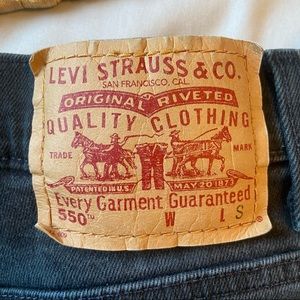 LEVI STRAUSS & CO.
SAN FRANCISCO, CAL.
ORIGINAL RIVETED
QUALITY CLOTHING
TRADE MARK
PATENTED IN U.S. MAY 20 1873
Every Garment Guaranteed
550™ W L S ®